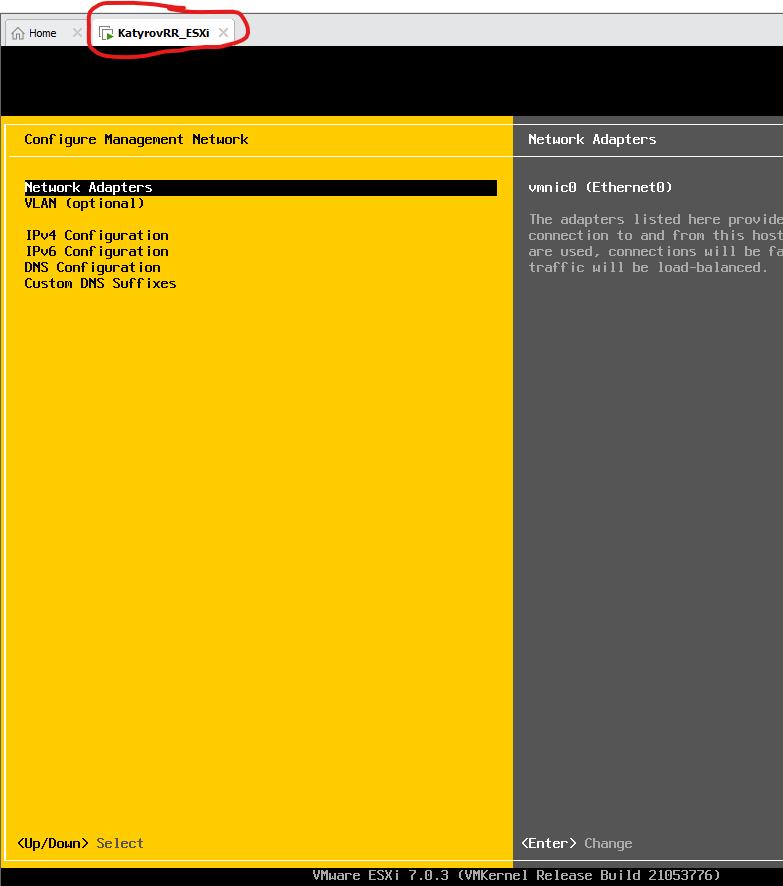 Home
KatyrovRR_ESXi
Configure Management Network
Network Adapters
VLAN (optional)
IPv4 Configuration
IPv6 Configuration
DNS Configuration
Custom DNS Suffixes
<Up/Down> Select
Network Adapters
vmnic0 (Ethernet0)
The adapters listed here provide
connection to and from this host
are used, connections will be fa
traffic will be load-balanced.
<Enter> Change
VMware ESXi 7.0.3 (VMKernel Release Build 21053776)